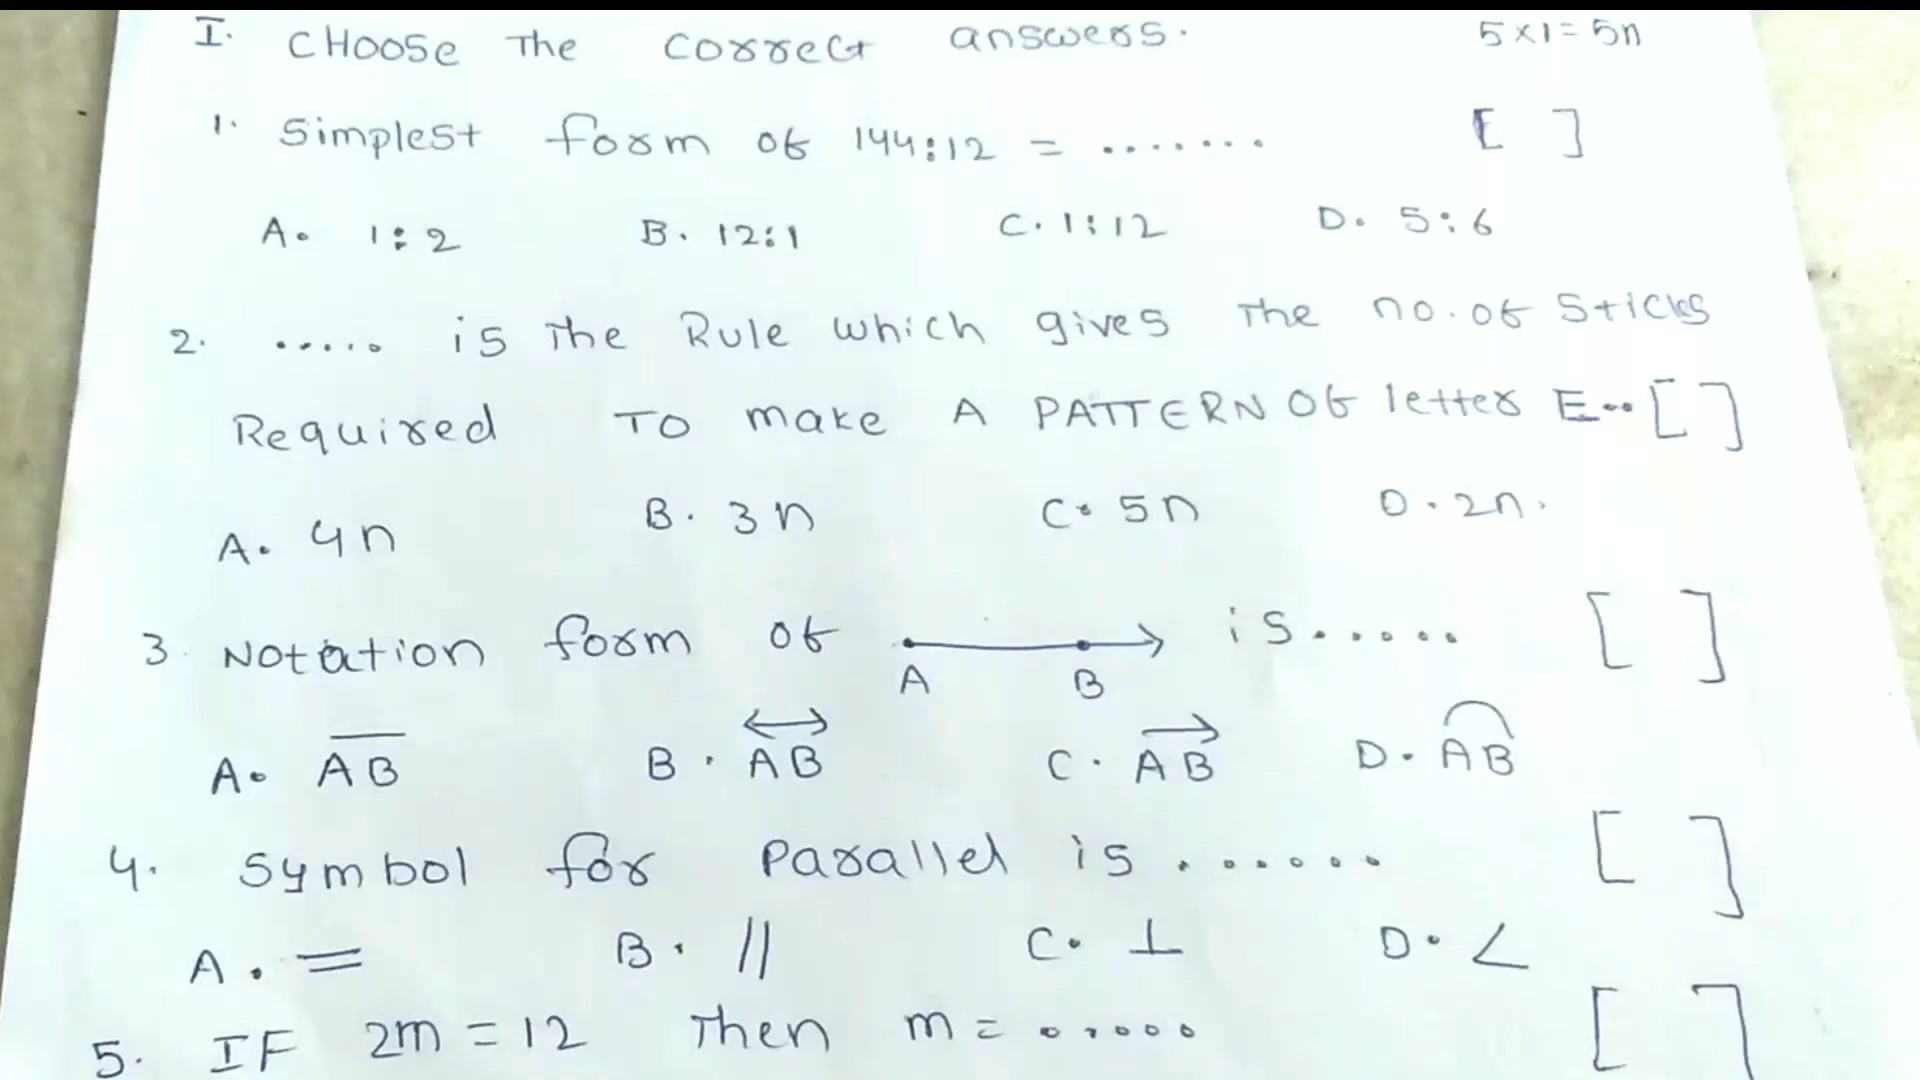 I. CHOOSE The Correct answers. 5×1=5m
1. Simplest form of 144:12 = ....... [ ]
A. 1:2 B. 12:1 C. 1:12 D. 5:6
2. ..... is The Rule which gives The no. of Sticks
Required TO make A PATTERN Of letter E.. [ ]
A. 4n B. 3n C. 5n D. 2n.
3. Notation form of A B is...... [ ]
A. A̅B̅ B. A͍B⃡ C. AB⃗ D. A͡B
4. Symbol for Parallel is ...... [ ]
A. = B. // C. ⊥ D. ∠
5. IF 2m = 12 Then m = ..... [ ]